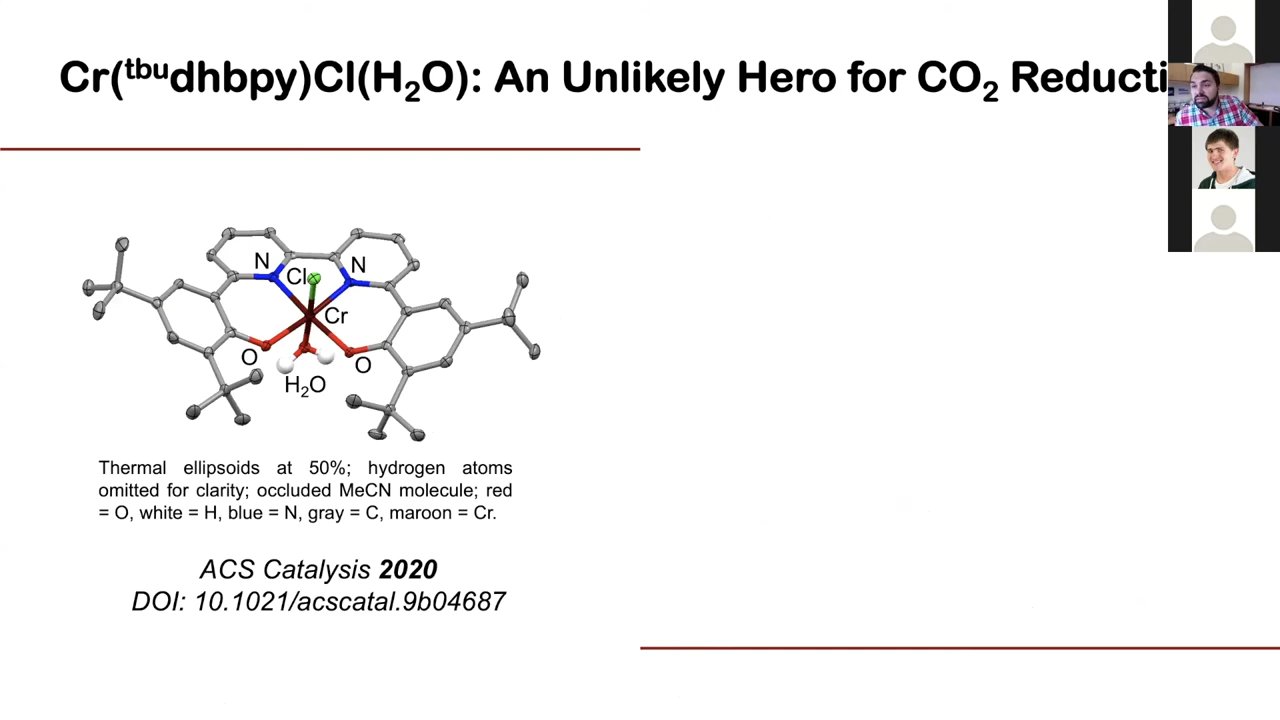 Cr(ᵗᵇᵘdhbpy)Cl(H₂O): An Unlikely Hero for CO₂ Reducti
N
N
Cl
Cr
O
O
H₂O
Thermal ellipsoids at 50%; hydrogen atoms
omitted for clarity; occluded MeCN molecule; red
= O, white = H, blue = N, gray = C, maroon = Cr.
ACS Catalysis 2020
DOI: 10.1021/acscatal.9b04687